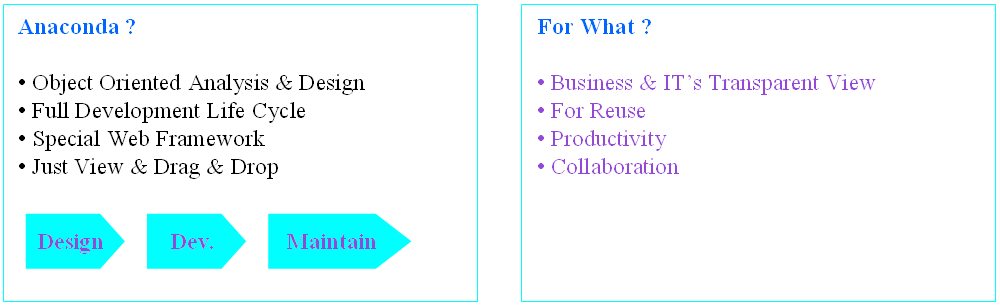 Anaconda ?
• Object Oriented Analysis & Design
• Full Development Life Cycle
• Special Web Framework
• Just View & Drag & Drop
Design
Dev.
Maintain
For What ?
• Business & IT’s Transparent View
• For Reuse
• Productivity
• Collaboration